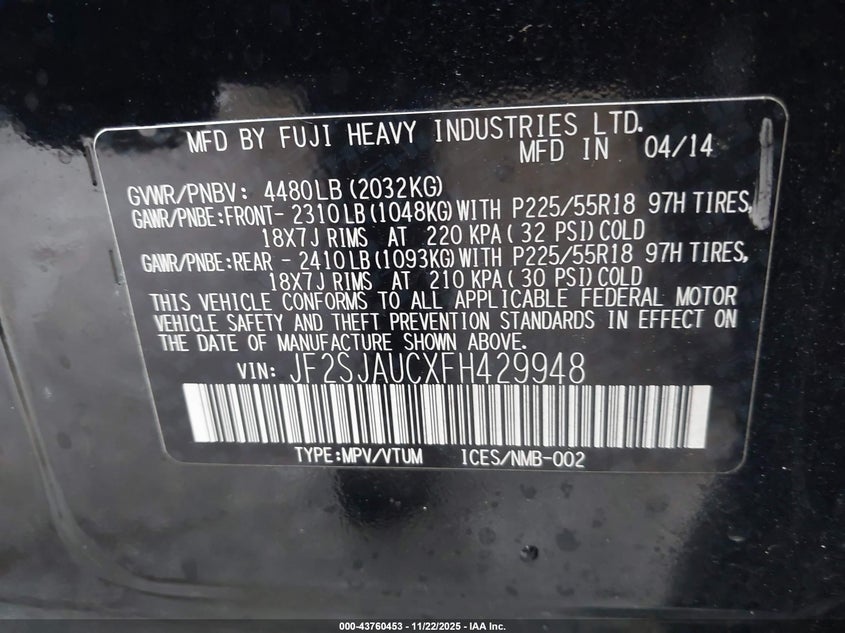 MFD BY FUJI HEAVY INDUSTRIES LTD.
MFD IN 04/14
GVWR/PNBV: 4480LB(2032KG)
GAWR/PNBE:FRONT- 2310LB(1048KG)WITH P225/55R18 97H TIRES,
18X7J RIMS AT 220 KPA( 32 PSI)COLD
GAWR/PNBE:REAR - 2410LB(1093KG)WITH P225/55R18 97H TIRES,
18X7J RIMS AT 210 KPA(30 PSI)COLD
THIS VEHICLE CONFORMS TO ALL APPLICABLE FEDERAL MOTOR
VEHICLE SAFETY AND THEFT PREVENTION STANDARDS IN EFFECT ON
THE DATE OF MANUFACTURE SHOWN ABOVE.
VIN: JF2SJAUCXFH429948
TYPE:MPV/VTUM ICES/NMB-002
000-43760453 - 11/22/2025 - IAA Inc.